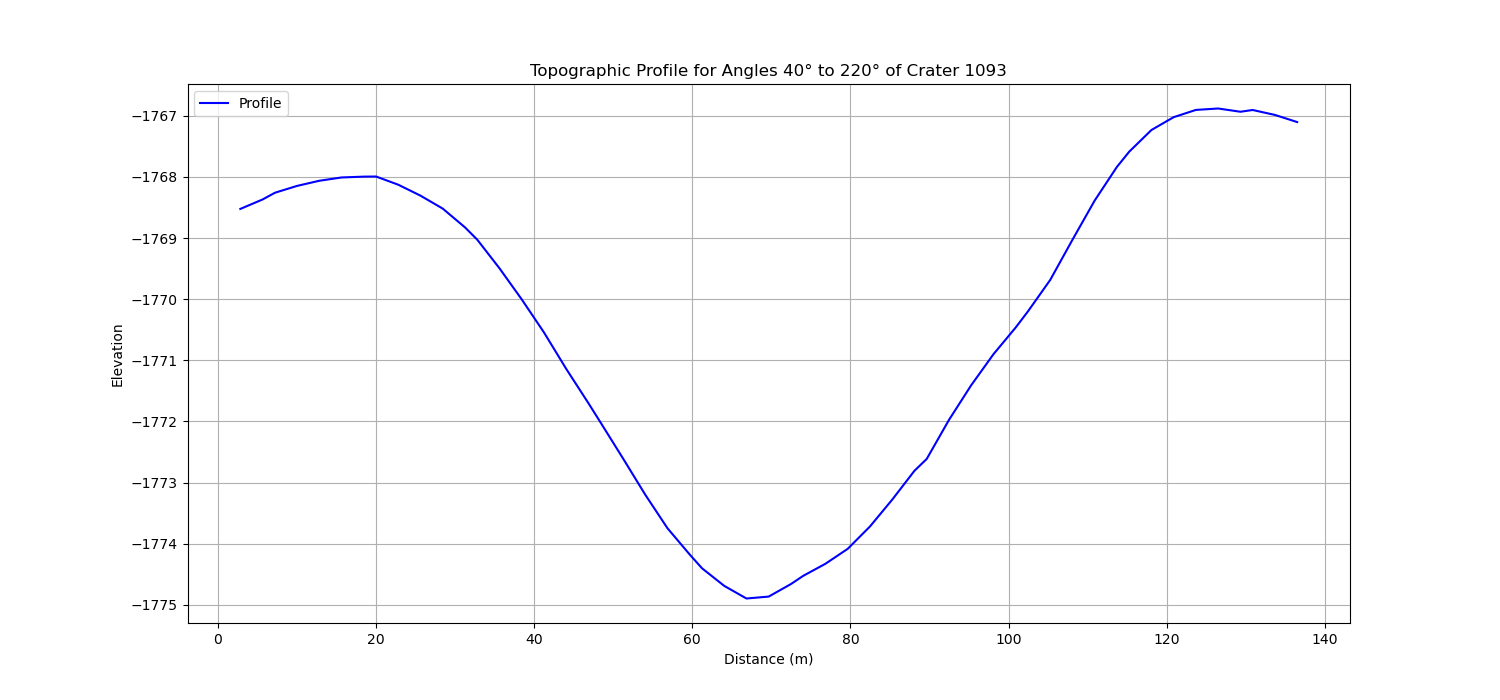 Topographic Profile for Angles 40° to 220° of Crater 1093
Profile
−1767
−1768
−1769
−1770
−1771
−1772
−1773
−1774
−1775
Elevation
0 20 40 60 80 100 120 140
Distance (m)